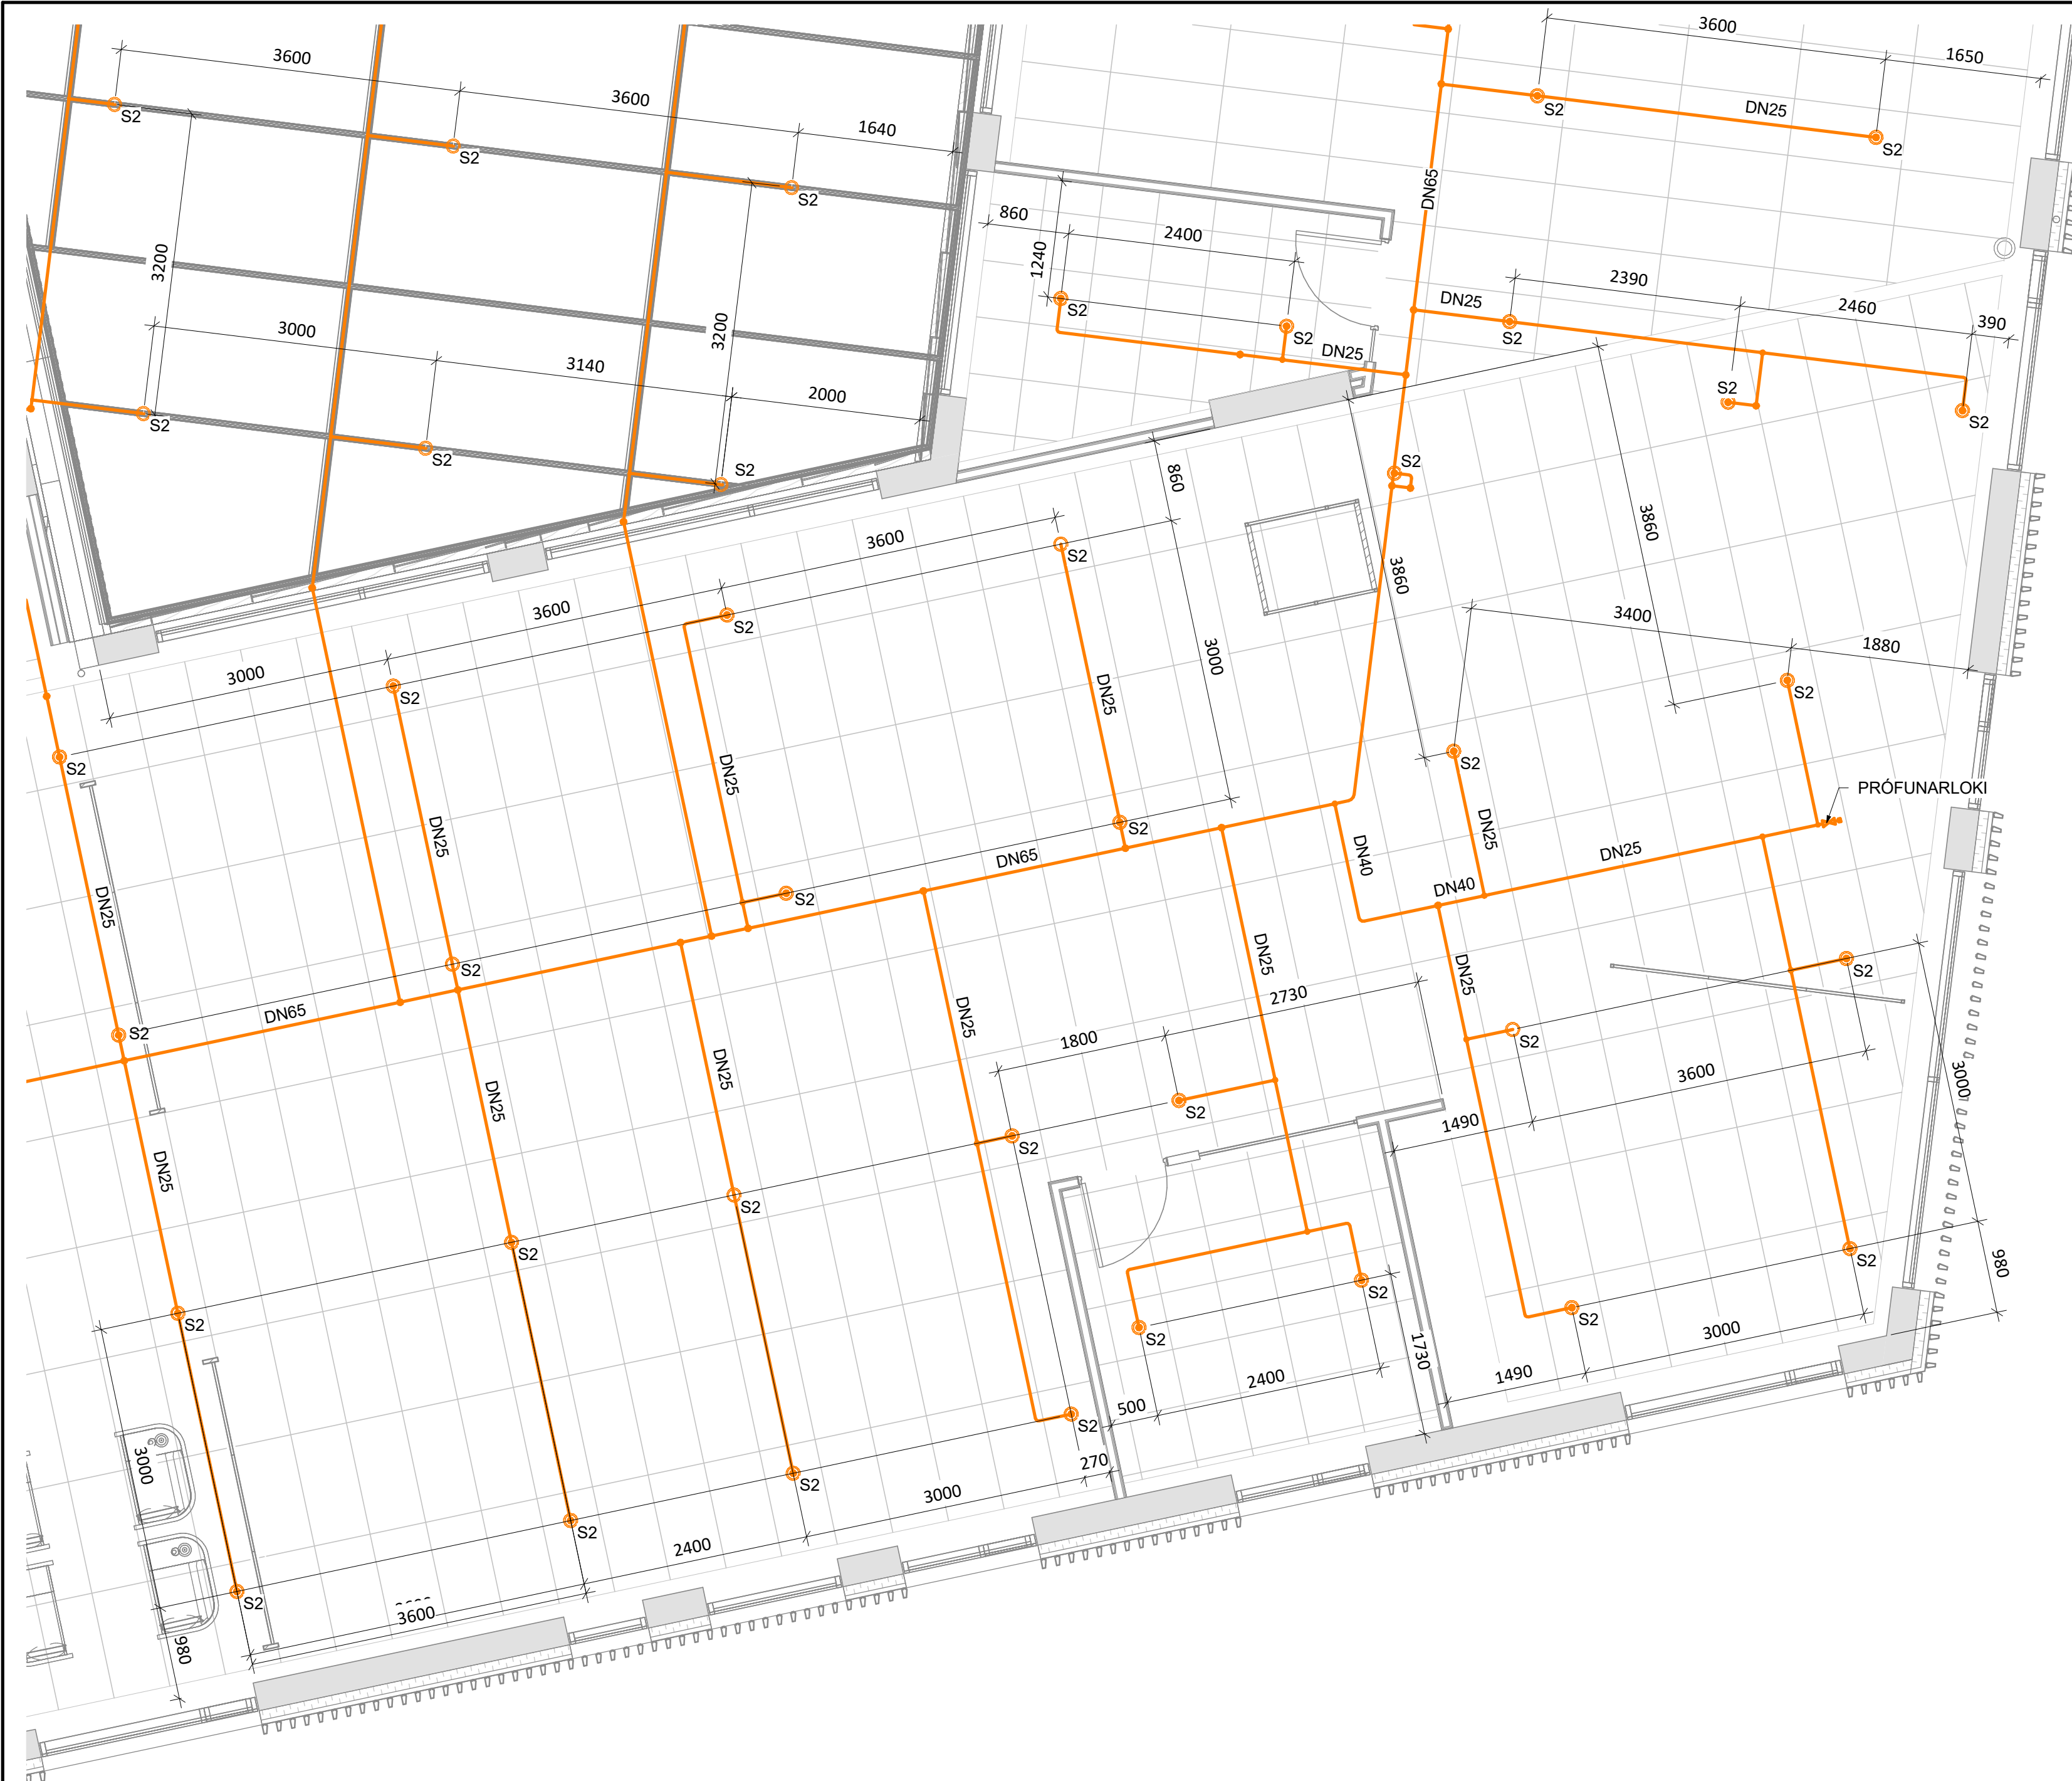 3600
3600
1640
S2
S2
S2
3200
3200
3000
3140
2000
S2
S2
S2
3600
1650
S2
DN25
S2
DN65
860
2400
1240
S2
S2
DN25
DN25
2390
2460
390
S2
S2
S2
S2
860
3860
3860
3600
S2
3600
S2
3000
S2
3000
3400
1880
S2
S2
S2
DN25
DN25
DN25
DN25
DN25
S2
S2
S2
S2
PRÓFUNARLOKI
DN65
DN65
DN40
DN40
DN25
DN25
DN25
DN25
DN25
DN25
DN25
2730
1800
S2
S2
S2
S2
S2
S2
S2
3600
1490
3000
980
S2
S2
S2
S2
1730
1490
3000
500
2400
270
3000
2400
3600
S2
S2
S2
S2
3000
980